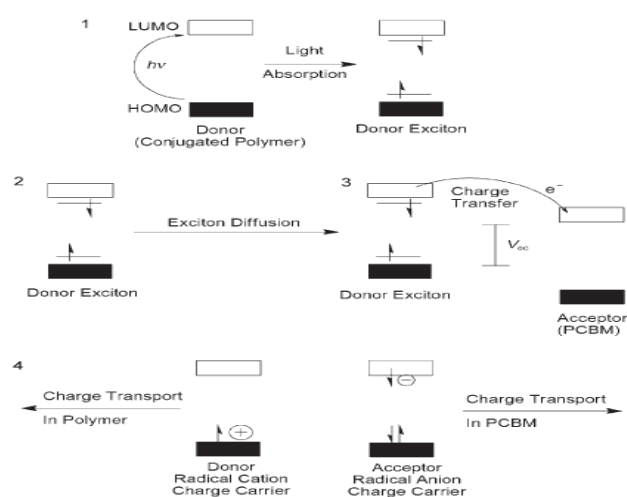 1
LUMO
hν
HOMO
Donor
(Conjugated Polymer)
Light
Absorption
Donor Exciton
2
Donor Exciton
Exciton Diffusion
3
Donor Exciton
Charge
Transfer
e−
Voc
Acceptor
(PCBM)
4
Charge Transport
In Polymer
+
Donor
Radical Cation
Charge Carrier
−
Acceptor
Radical Anion
Charge Carrier
Charge Transport
In PCBM